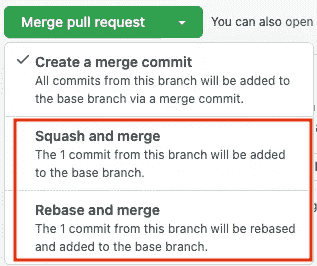 Merge pull request
You can also open
Create a merge commit
All commits from this branch will be added to
the base branch via a merge commit.
Squash and merge
The 1 commit from this branch will be added
to the base branch.
Rebase and merge
The 1 commit from this branch will be rebased
and added to the base branch.